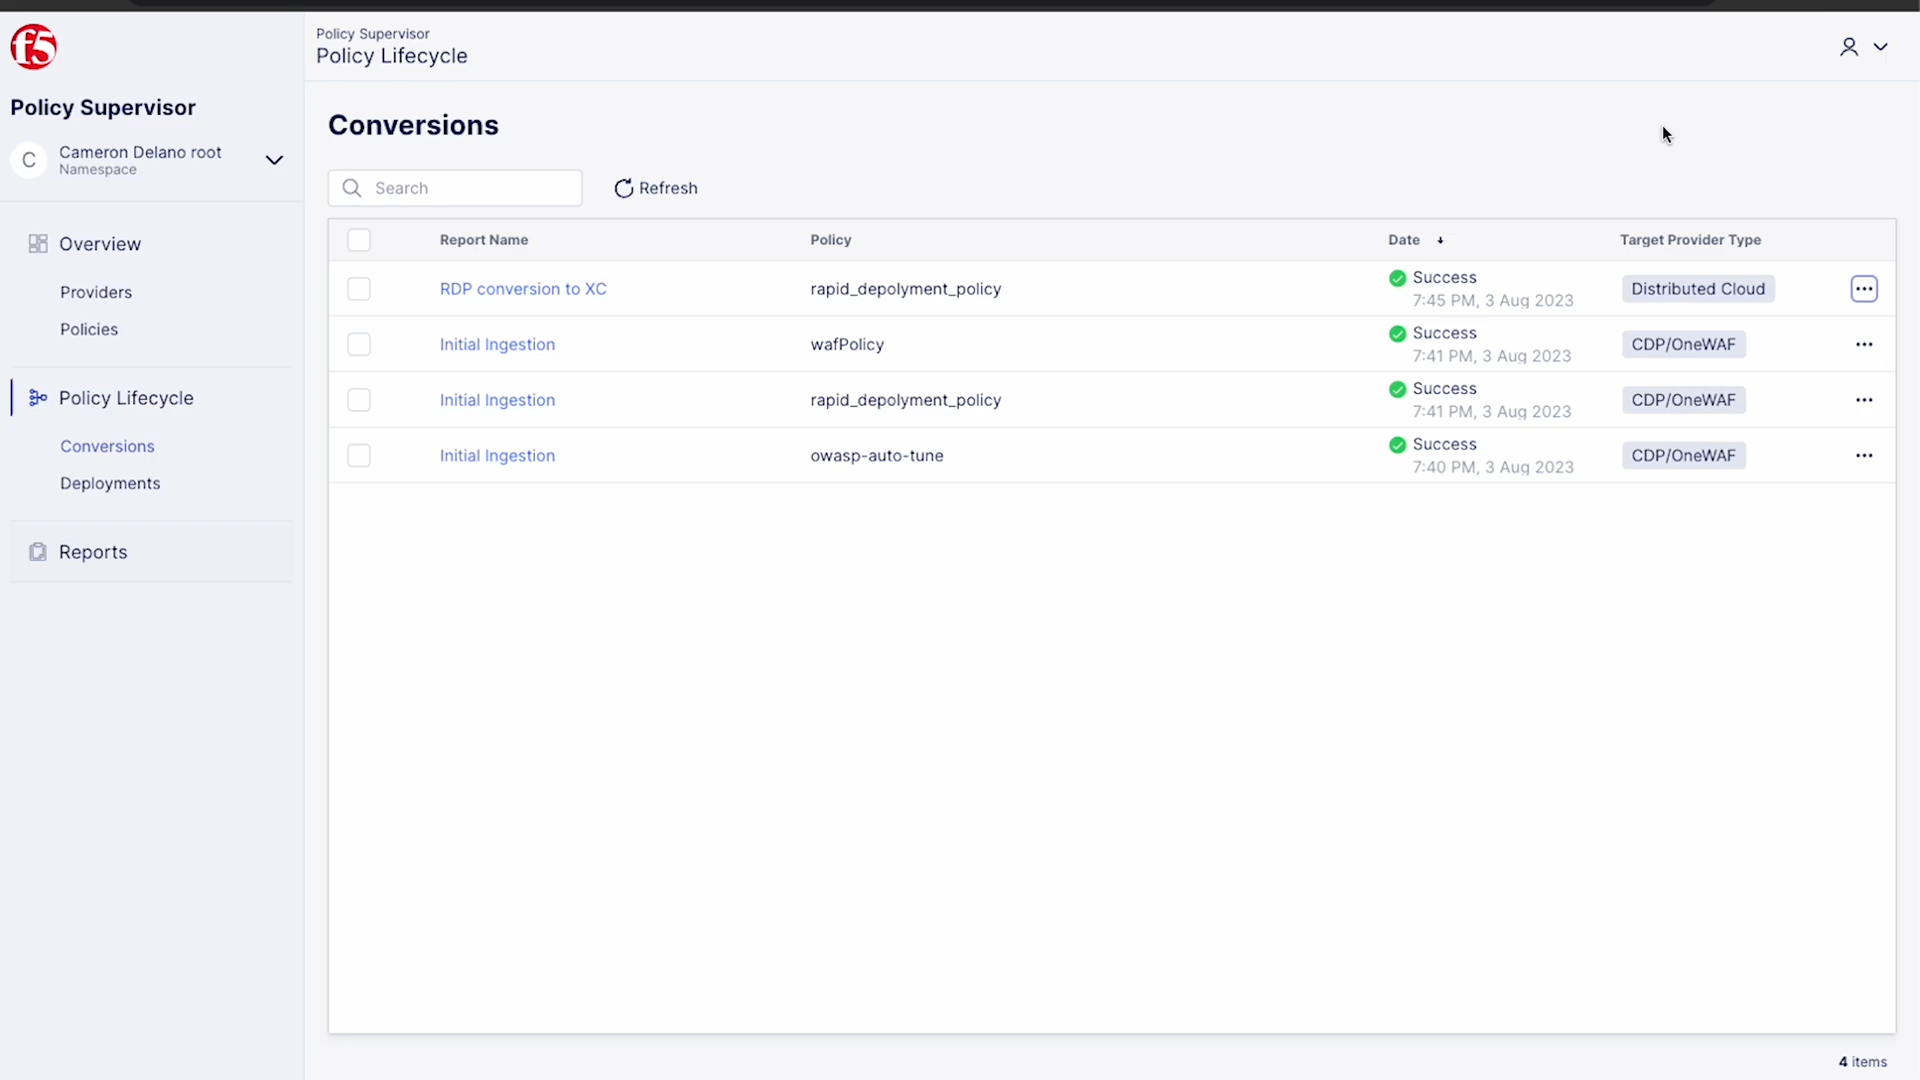 f5
Policy Supervisor
Policy Lifecycle
Policy Supervisor
C
Cameron Delano root
Namespace
Overview
Providers
Policies
Policy Lifecycle
Conversions
Deployments
Reports
Conversions
Search
Refresh
Report Name Policy Date Target Provider Type
RDP conversion to XC rapid_depolyment_policy Success Distributed Cloud ...
7:45 PM, 3 Aug 2023
Initial Ingestion wafPolicy Success CDP/OneWAF ...
7:41 PM, 3 Aug 2023
Initial Ingestion rapid_depolyment_policy Success CDP/OneWAF ...
7:41 PM, 3 Aug 2023
Initial Ingestion owasp-auto-tune Success CDP/OneWAF ...
7:40 PM, 3 Aug 2023
4 items